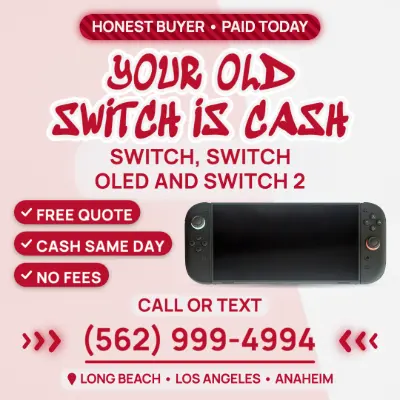 HONEST BUYER • PAID TODAY
YOUR OLD
SWITCH IS CASH
SWITCH, SWITCH
OLED AND SWITCH 2
FREE QUOTE
CASH SAME DAY
NO FEES
CALL OR TEXT
(562) 999-4994
LONG BEACH • LOS ANGELES • ANAHEIM